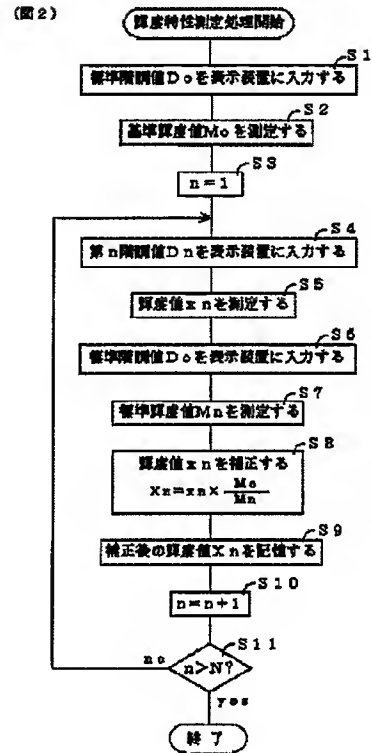 (図2)
輝度特性測定処理開始
S1
標準階調値Doを表示装置に入力する
S2
基準輝度値Moを測定する
S3
n=1
S4
第n階調値Dnを表示装置に入力する
S5
輝度値xnを測定する
S6
標準階調値Doを表示装置に入力する
S7
標準輝度値Mnを測定する
S8
輝度値xnを補正する
Xn=xn×Mo/Mn
S9
補正後の輝度値Xnを記憶する
S10
n=n+1
S11
n>N?
no
yes
終了